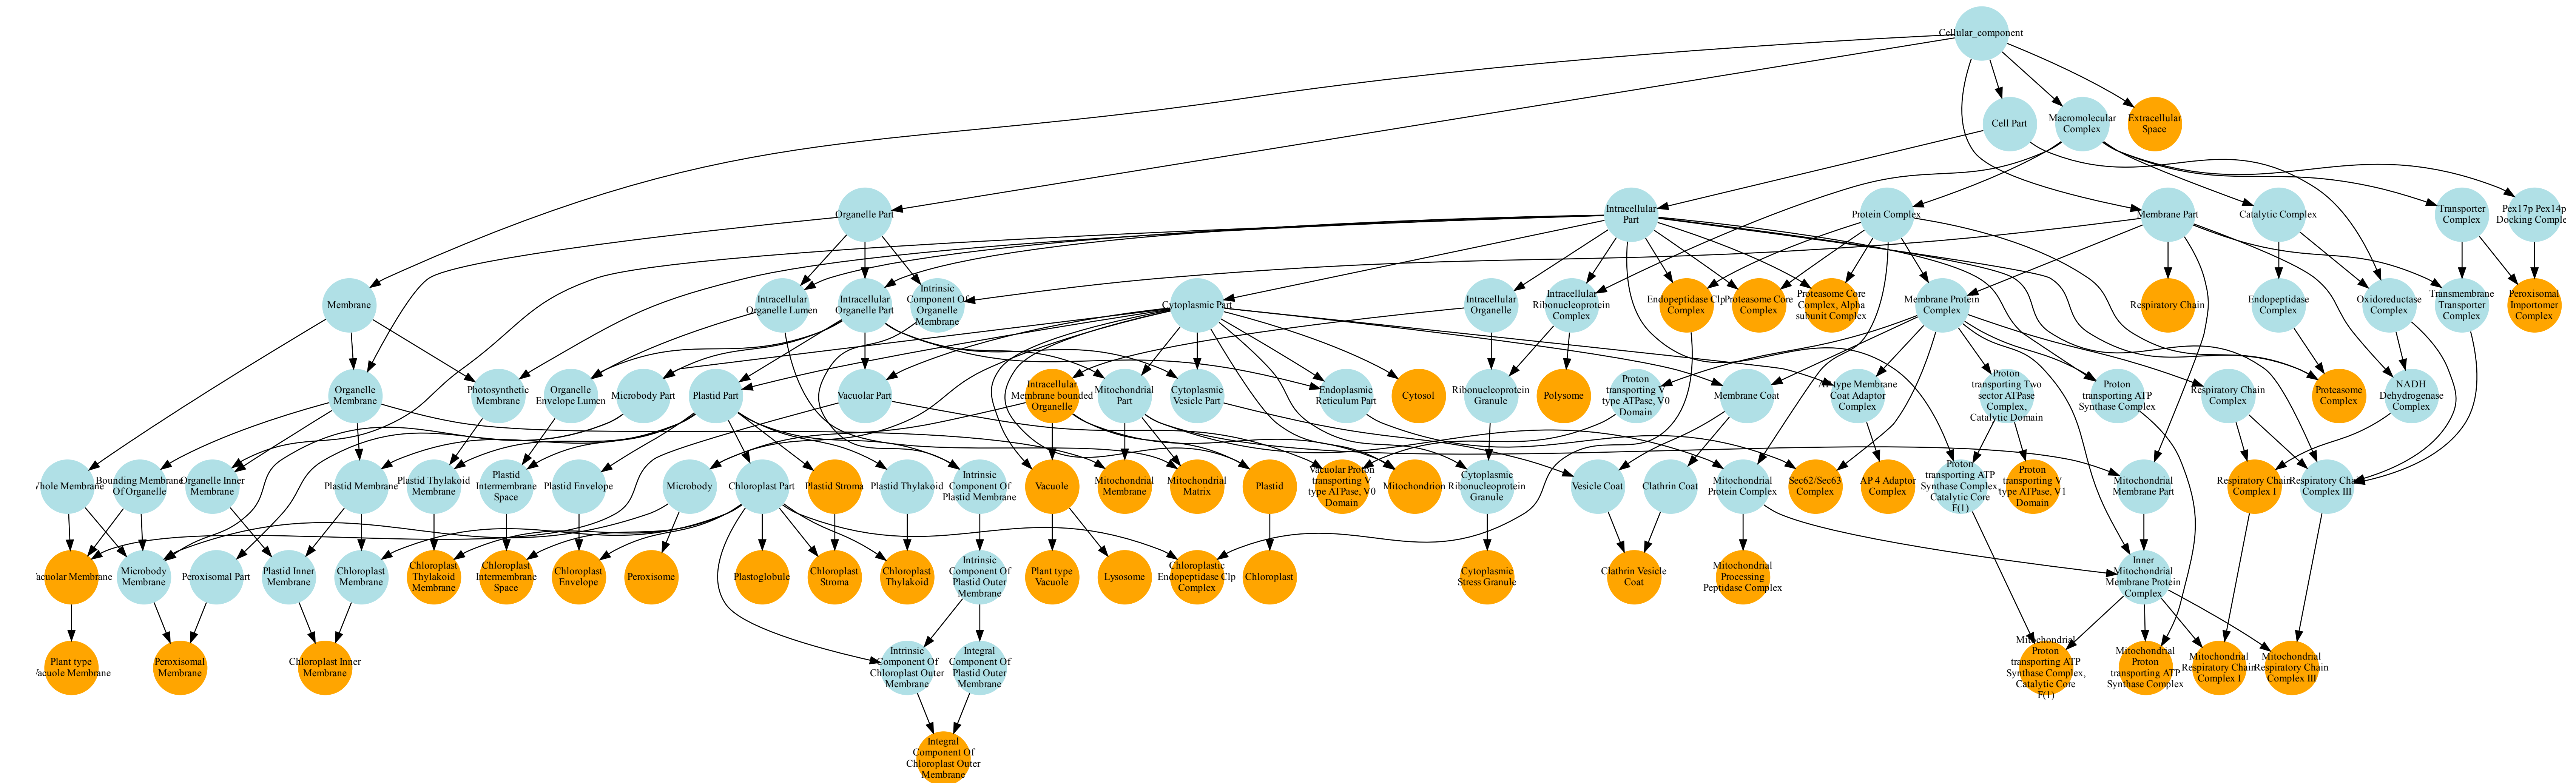 Cellular_component
Cell Part
Macromolecular
Complex
Extracellular
Space
Organelle Part
Intracellular
Part
Protein Complex
Membrane Part
Catalytic Complex
Transporter
Complex
Pex17p Pex14p
Docking Comple
Membrane
Intracellular
Organelle Lumen
Intracellular
Organelle Part
Intrinsic
Component Of
Organelle
Membrane
Cytoplasmic Part
Intracellular
Organelle
Intracellular
Ribonucleoprotein
Complex
Endopeptidase Clp
Complex
Proteasome Core
Complex
Proteasome Core
Complex, Alpha
subunit Complex
Membrane Protein
Complex
Respiratory Chain
Endopeptidase
Complex
Oxidoreductase
Complex
Transmembrane
Transporter
Complex
Peroxisomal
Importomer
Complex
Organelle
Membrane
Photosynthetic
Membrane
Organelle
Envelope Lumen
Microbody Part
Plastid Part
Vacuolar Part
Intracellular
Membrane bounded
Organelle
Mitochondrial
Part
Cytoplasmic
Vesicle Part
Endoplasmic
Reticulum Part
Cytosol
Ribonucleoprotein
Granule
Polysome
Proton
transporting V
type ATPase, V0
Domain
Membrane Coat
AP type Membrane
Coat Adaptor
Complex
Proton
transporting Two
sector ATPase
Complex,
Catalytic Domain
Proton
transporting ATP
Synthase Complex
Respiratory Chain
Complex
Proteasome
Complex
NADH
Dehydrogenase
Complex
Whole Membrane
Bounding Membrane
Of Organelle
Organelle Inner
Membrane
Plastid Membrane
Plastid Thylakoid
Membrane
Plastid
Intermembrane
Space
Plastid Envelope
Microbody
Chloroplast Part
Plastid Stroma
Plastid Thylakoid
Intrinsic
Component Of
Plastid Membrane
Vacuole
Mitochondrial
Membrane
Mitochondrial
Matrix
Plastid
Vacuolar Proton
transporting V
type ATPase, V0
Domain
Mitochondrion
Cytoplasmic
Ribonucleoprotein
Granule
Vesicle Coat
Clathrin Coat
Mitochondrial
Protein Complex
Sec62/Sec63
Complex
AP 4 Adaptor
Complex
Proton
transporting ATP
Synthase Complex,
Catalytic Core
F(1)
Proton
transporting V
type ATPase, V1
Domain
Mitochondrial
Membrane Part
Respiratory Chain
Complex I
Respiratory Chain
Complex III
Vacuolar Membrane
Microbody
Membrane
Peroxisomal Part
Plastid Inner
Membrane
Chloroplast
Membrane
Chloroplast
Thylakoid
Membrane
Chloroplast
Intermembrane
Space
Chloroplast
Envelope
Peroxisome
Plastoglobule
Chloroplast
Stroma
Chloroplast
Thylakoid
Intrinsic
Component Of
Plastid Outer
Membrane
Plant type
Vacuole
Lysosome
Chloroplastic
Endopeptidase Clp
Complex
Chloroplast
Cytoplasmic
Stress Granule
Clathrin Vesicle
Coat
Mitochondrial
Processing
Peptidase Complex
Inner
Mitochondrial
Membrane Protein
Complex
Plant type
Vacuole Membrane
Peroxisomal
Membrane
Chloroplast Inner
Membrane
Intrinsic
Component Of
Chloroplast Outer
Membrane
Integral
Component Of
Plastid Outer
Membrane
Mitochondrial
Proton
transporting ATP
Synthase Complex,
Catalytic Core
F(1)
Mitochondrial
Proton
transporting ATP
Synthase Complex
Mitochondrial
Respiratory Chain
Complex I
Mitochondrial
Respiratory Chain
Complex III
Integral
Component Of
Chloroplast Outer
Membrane